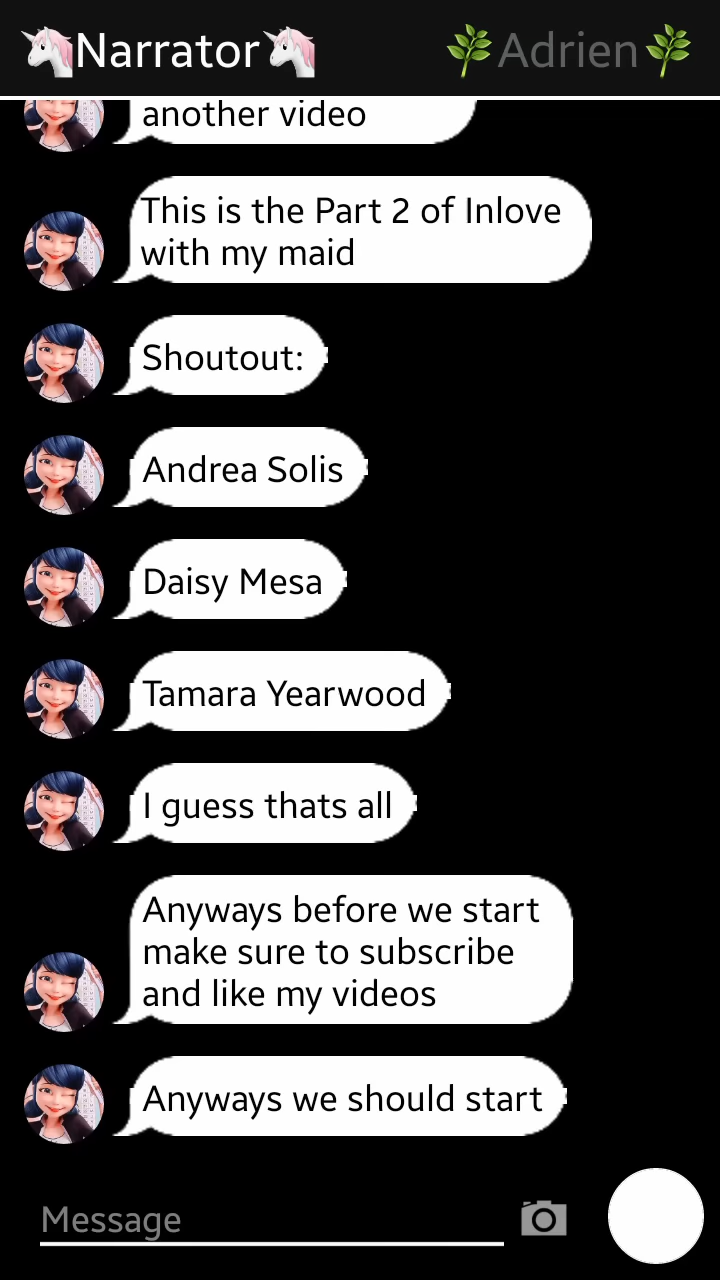 🦄Narrator🦄 🌿Adrien🌿
another video
This is the Part 2 of Inlove
with my maid
Shoutout:
Andrea Solis
Daisy Mesa
Tamara Yearwood
I guess thats all
Anyways before we start
make sure to subscribe
and like my videos
Anyways we should start
Message